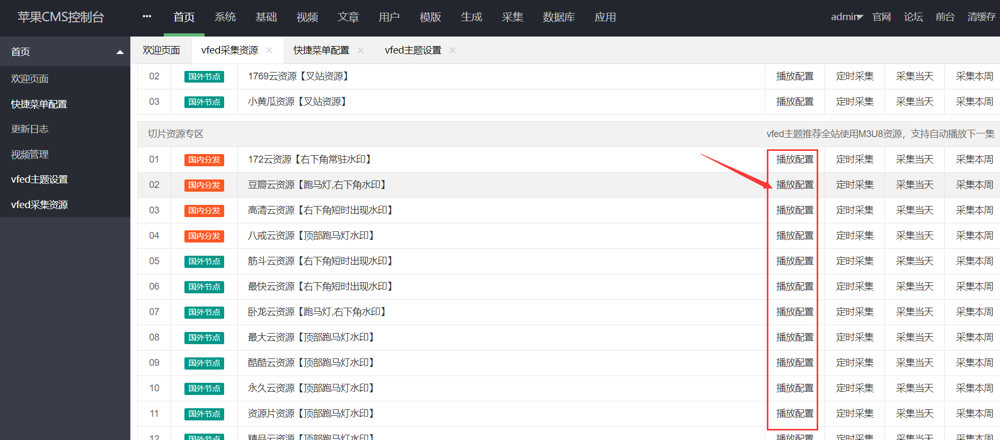 苹果CMS控制台 ··· 首页 系统 基础 视频 文章 用户 模版 生成 采集 数据库 应用 admin 官网 论坛 前台 清缓存
首页
欢迎页面
快捷菜单配置
更新日志
视频管理
vfed主题设置
vfed采集资源
欢迎页面 vfed采集资源 × 快捷菜单配置 × vfed主题设置 ×
02 国外节点 1769云资源【叉站资源】 播放配置 定时采集 采集当天 采集本周
03 国外节点 小黄瓜资源【叉站资源】 播放配置 定时采集 采集当天 采集本周
切片资源专区 vfed主题推荐全站使用M3U8资源，支持自动播放下一集
01 国内分发 172云资源【右下角常驻水印】 播放配置 定时采集 采集当天 采集本周
02 国内分发 豆瓣云资源【跑马灯,右下角水印】 播放配置 定时采集 采集当天 采集本周
03 国内分发 高清云资源【右下角短时出现水印】 播放配置 定时采集 采集当天 采集本周
04 国内分发 八戒云资源【顶部跑马灯水印】 播放配置 定时采集 采集当天 采集本周
05 国外节点 筋斗云资源【右下角短时出现水印】 播放配置 定时采集 采集当天 采集本周
06 国外节点 最快云资源【右下角短时出现水印】 播放配置 定时采集 采集当天 采集本周
07 国外节点 卧龙云资源【跑马灯,右下角水印】 播放配置 定时采集 采集当天 采集本周
08 国外节点 最大云资源【顶部跑马灯水印】 播放配置 定时采集 采集当天 采集本周
09 国外节点 酷酷云资源【顶部跑马灯水印】 播放配置 定时采集 采集当天 采集本周
10 国外节点 永久云资源【顶部跑马灯水印】 播放配置 定时采集 采集当天 采集本周
11 国外节点 资源片资源【顶部跑马灯水印】 播放配置 定时采集 采集当天 采集本周
12 国外节点 精品云资源【顶部跑马灯水印】 播放配置 定时采集 采集当天 采集本周